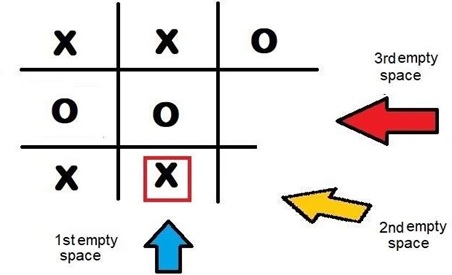 X X O
3rd empty
space
O O
X X
1st empty
space
2nd empty
space